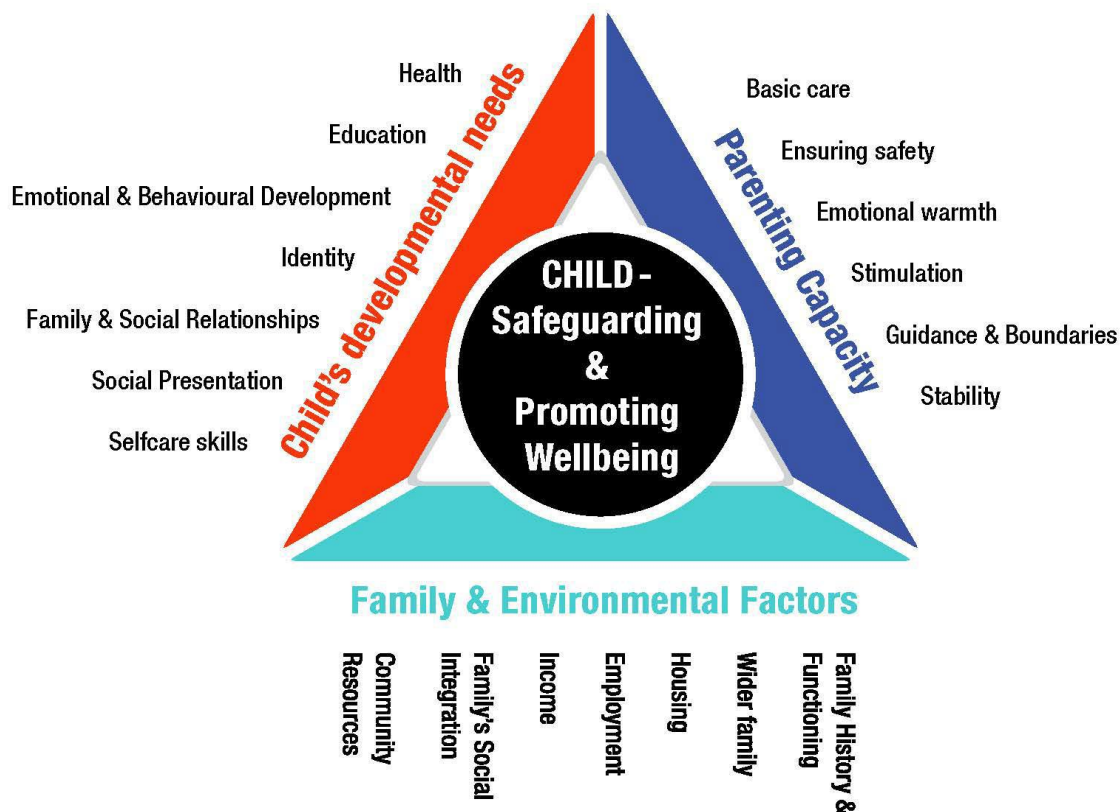 Health
Education
Emotional & Behavioural Development
Identity
Family & Social Relationships
Social Presentation
Selfcare skills
Child's developmental needs
Basic care
Ensuring safety
Emotional warmth
Stimulation
Guidance & Boundaries
Stability
Parenting Capacity
CHILD -
Safeguarding
&
Promoting
Wellbeing
Family & Environmental Factors
Community
Resources
Family's Social
Integration
Income
Employment
Housing
Wider family
Family History &
Functioning